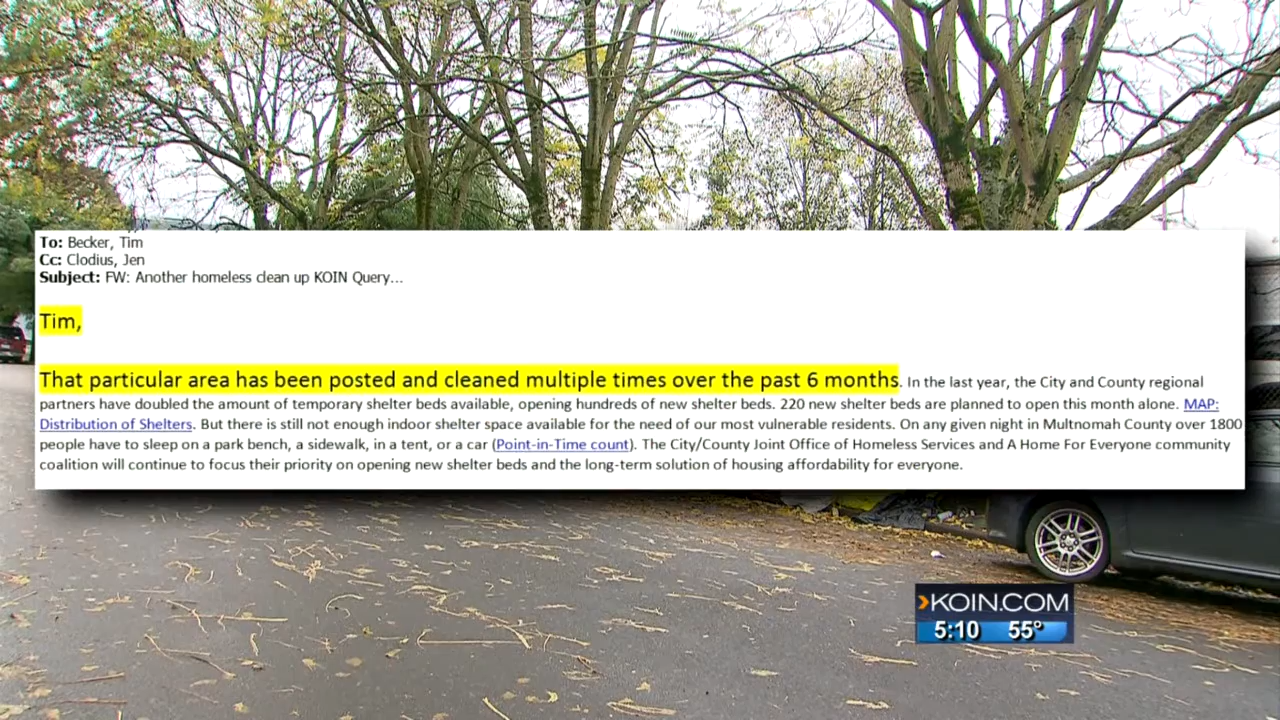 To: Becker, Tim
Cc: Clodius, Jen
Subject: FW: Another homeless clean up KOIN Query...
Tim,
That particular area has been posted and cleaned multiple times over the past 6 months. In the last year, the City and County regional
partners have doubled the amount of temporary shelter beds available, opening hundreds of new shelter beds. 220 new shelter beds are planned to open this month alone. MAP:
Distribution of Shelters. But there is still not enough indoor shelter space available for the need of our most vulnerable residents. On any given night in Multnomah County over 1800
people have to sleep on a park bench, a sidewalk, in a tent, or a car (Point-in-Time count). The City/County Joint Office of Homeless Services and A Home For Everyone community
coalition will continue to focus their priority on opening new shelter beds and the long-term solution of housing affordability for everyone.
KOIN.COM
5:10 55°